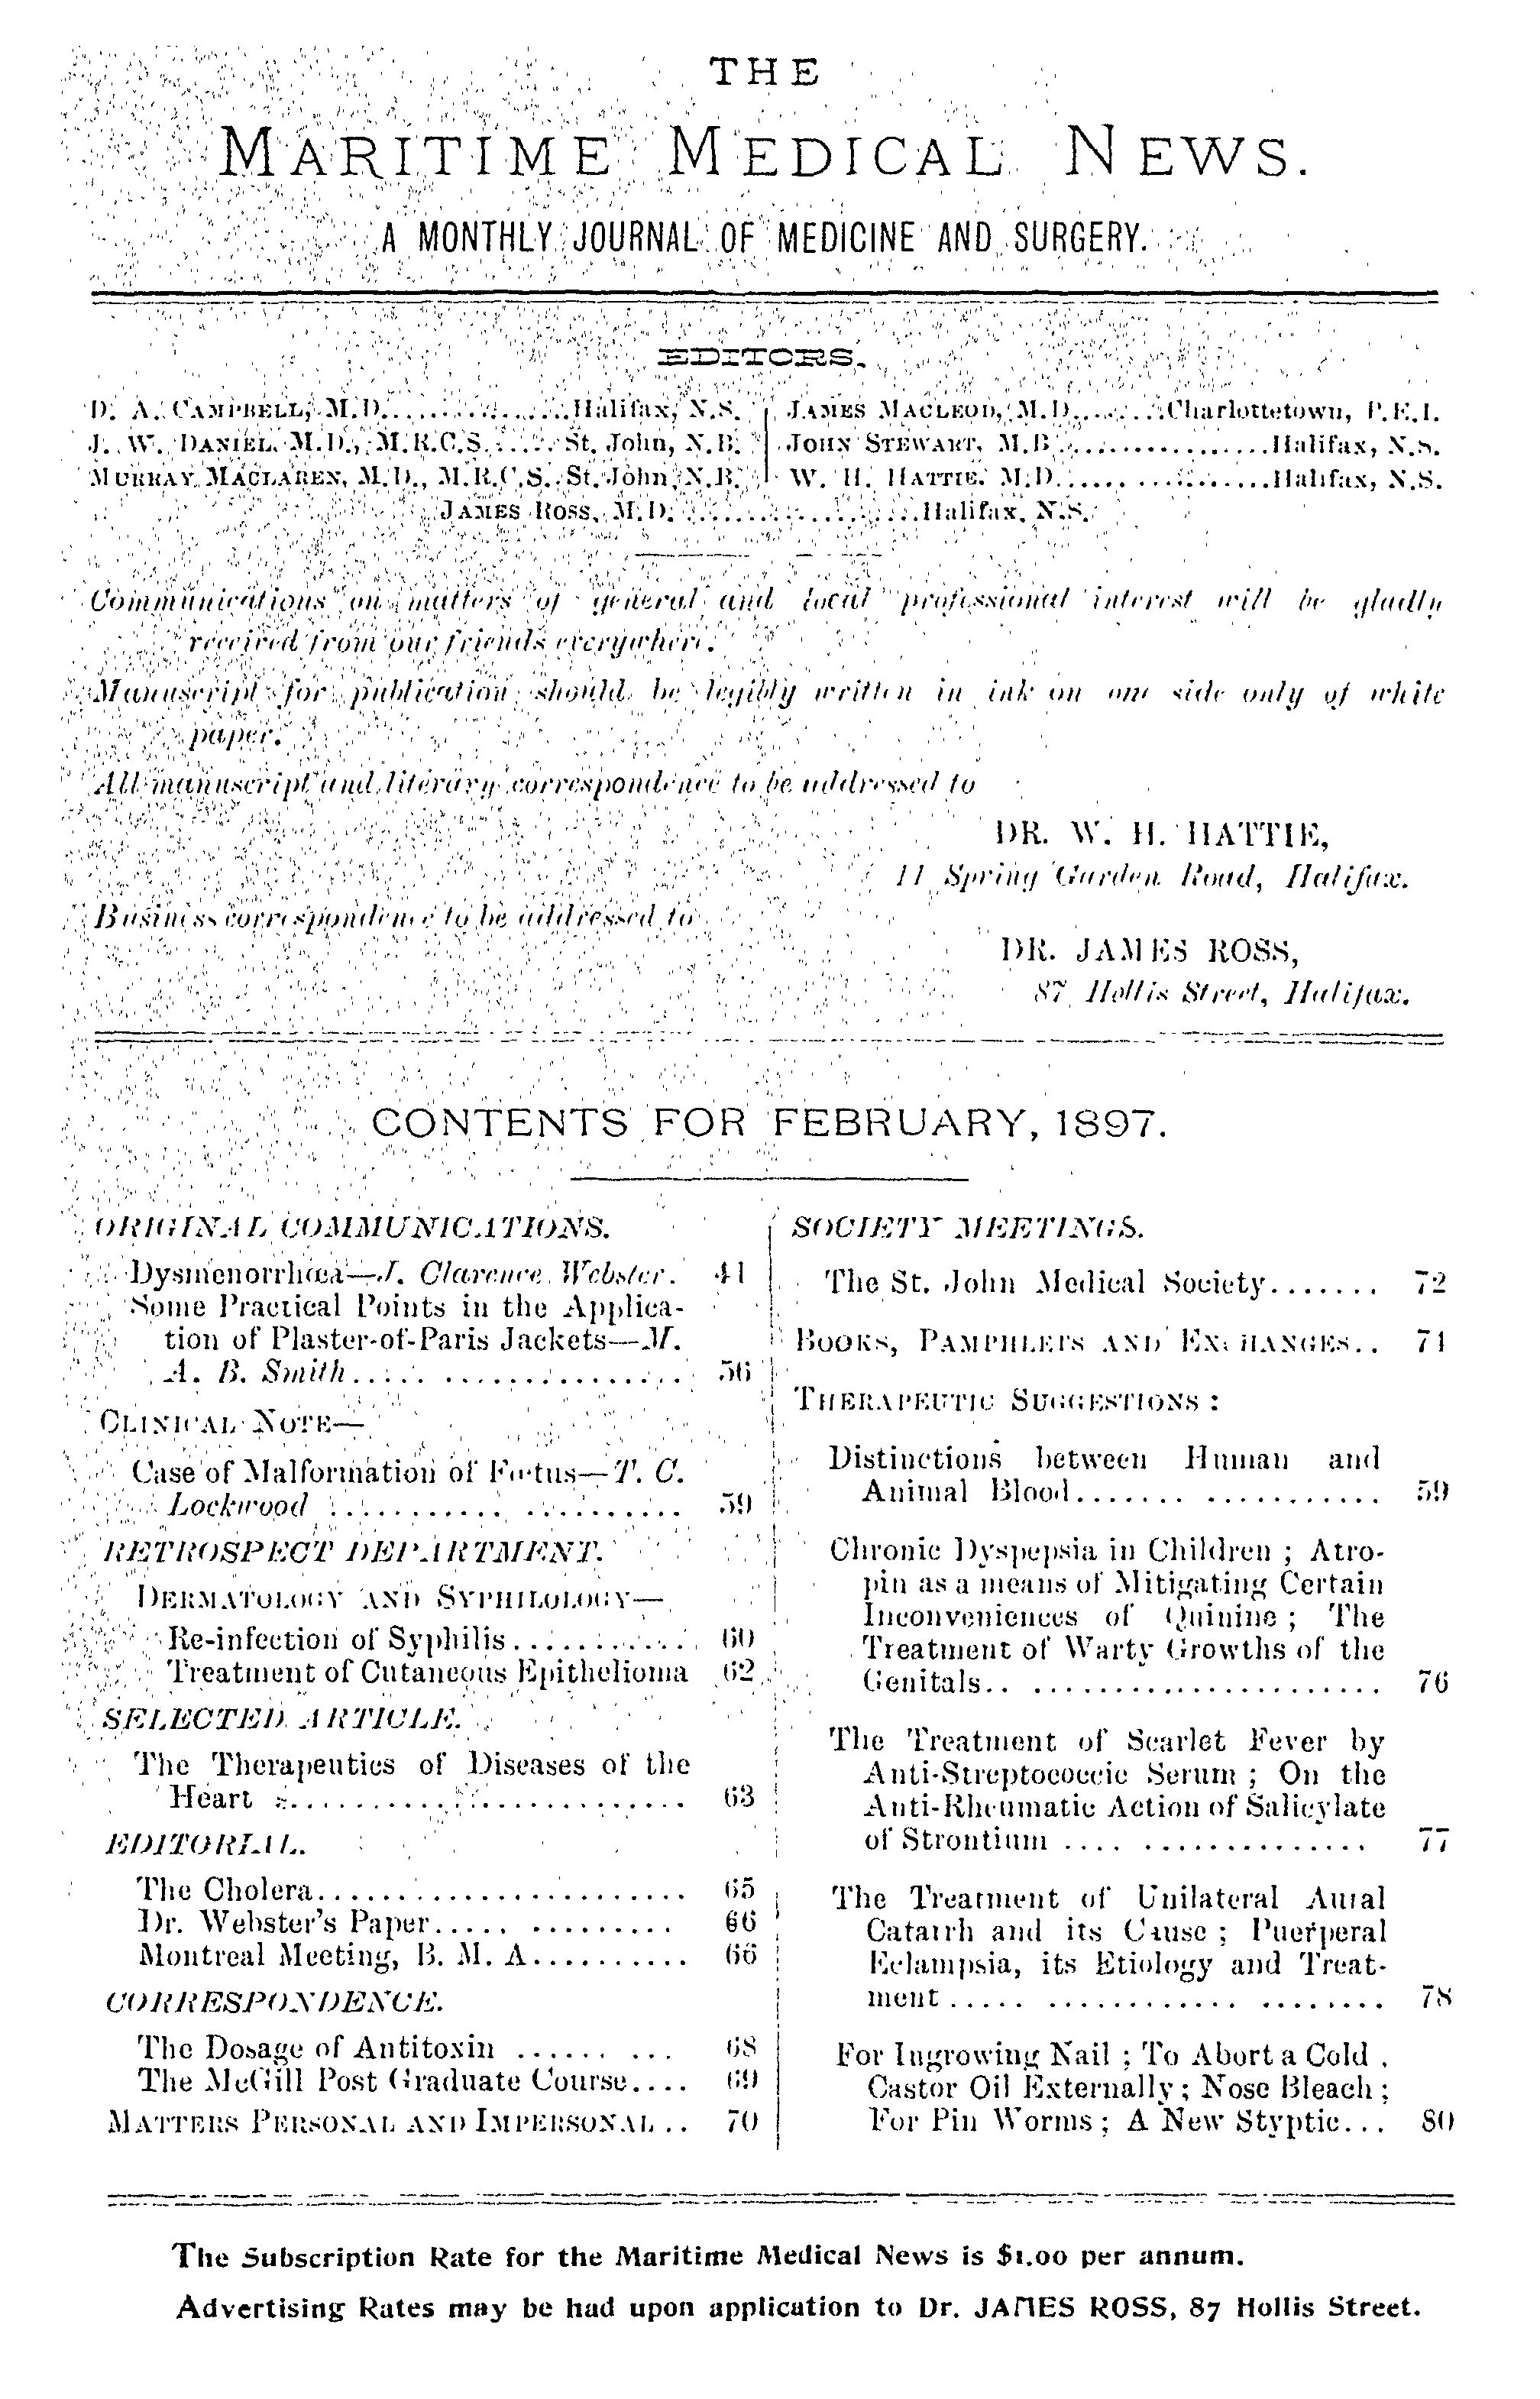 THE
MARITIME MEDICAL NEWS.
A MONTHLY JOURNAL OF MEDICINE AND SURGERY.
EDITORS.
D. A. CAMPBELL, M.D. Halifax, N.S.
J. W. DANIEL, M.D., M.R.C.S. St. John, N.B.
MURRAY MACLAREN, M.D., M.R.C.S. St. John, N.B.
JAMES MACLEOD, M.D. Charlottetown, P.E.I.
JOHN STEWART, M.B. Halifax, N.S.
W. H. HATTIE, M.D. Halifax, N.S.
JAMES ROSS, M.D. Halifax, N.S.
Communications on matters of general and local professional interest will be gladly
received from our friends everywhere.
Manuscript for publication should be legibly written in ink on one side only of white
paper.
All manuscript and literary correspondence to be addressed to
DR. W. H. HATTIE,
11 Spring Garden Road, Halifax.
Business correspondence to be addressed to
DR. JAMES ROSS,
87 Hollis Street, Halifax.
CONTENTS FOR FEBRUARY, 1897.
ORIGINAL COMMUNICATIONS.
Dysmenorrhœa—J. Clarence Webster. 41
Some Practical Points in the Applica-
tion of Plaster-of-Paris Jackets—M.
A. B. Smith 56
CLINICAL NOTE—
Case of Malformation of Fœtus—T. C.
Lockwood 59
RETROSPECT DEPARTMENT.
DERMATOLOGY AND SYPHILOLOGY—
Re-infection of Syphilis 60
Treatment of Cutaneous Epithelioma 62
SELECTED ARTICLE.
The Therapeutics of Diseases of the
Heart 63
EDITORIAL.
The Cholera 65
Dr. Webster's Paper 66
Montreal Meeting, B. M. A. 66
CORRESPONDENCE.
The Dosage of Antitoxin 68
The McGill Post Graduate Course 69
MATTERS PERSONAL AND IMPERSONAL 70
SOCIETY MEETINGS.
The St. John Medical Society 72
BOOKS, PAMPHLETS AND EXCHANGES 74
THERAPEUTIC SUGGESTIONS :
Distinctions between Human and
Animal Blood 59
Chronic Dyspepsia in Children ; Atro-
pin as a means of Mitigating Certain
Inconveniences of Quinine ; The
Treatment of Warty Growths of the
Genitals 76
The Treatment of Scarlet Fever by
Anti-Streptococcic Serum ; On the
Anti-Rheumatic Action of Salicylate
of Strontium 77
The Treatment of Unilateral Aural
Catarrh and its Cause ; Puerperal
Eclampsia, its Etiology and Treat-
ment 78
For Ingrowing Nail ; To Abort a Cold .
Castor Oil Externally ; Nose Bleach ;
For Pin Worms ; A New Styptic 80
The Subscription Rate for the Maritime Medical News is $1.00 per annum.
Advertising Rates may be had upon application to Dr. JAMES ROSS, 87 Hollis Street.